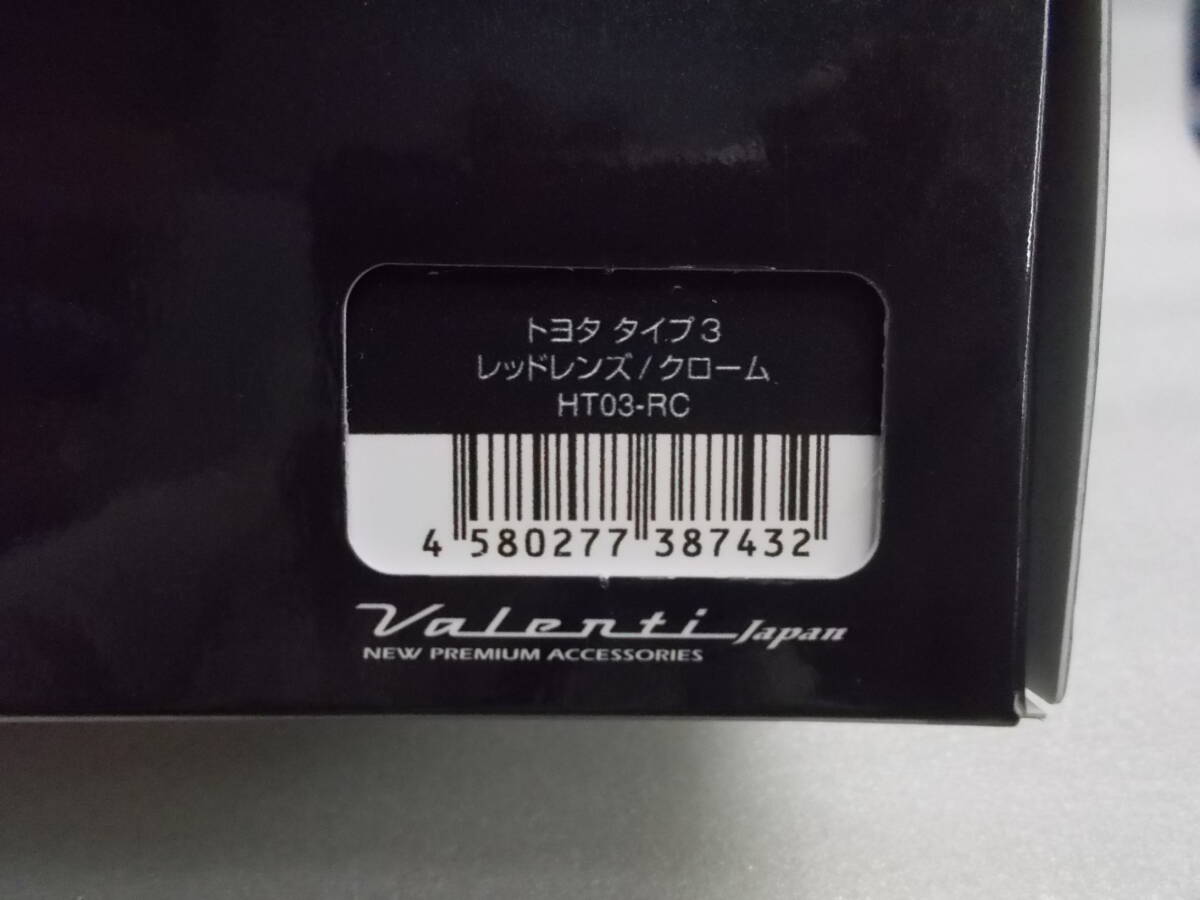 トヨタ タイプ3
レッドレンズ/クローム
HT03-RC
4 580277 387432
Valenti Japan
NEW PREMIUM ACCESSORIES